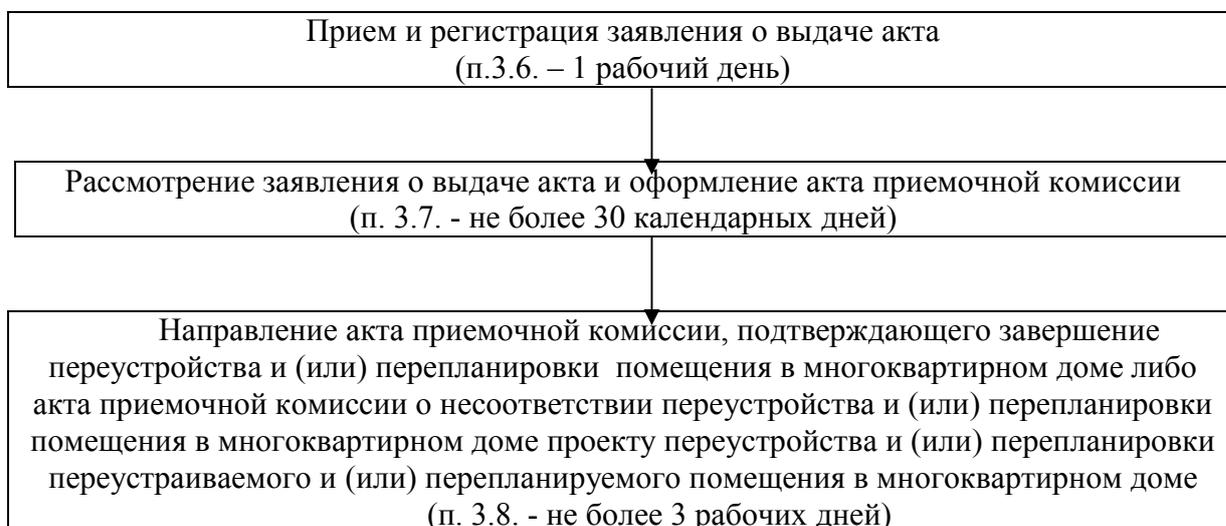 Прием и регистрация заявления о выдаче акта
(п.3.6. – 1 рабочий день)
Рассмотрение заявления о выдаче акта и оформление акта приемочной комиссии
(п. 3.7. - не более 30 календарных дней)
Направление акта приемочной комиссии, подтверждающего завершение
переустройства и (или) перепланировки помещения в многоквартирном доме либо
акта приемочной комиссии о несоответствии переустройства и (или) перепланировки
помещения в многоквартирном доме проекту переустройства и (или) перепланировки
переустраиваемого и (или) перепланируемого помещения в многоквартирном доме
(п. 3.8. - не более 3 рабочих дней)